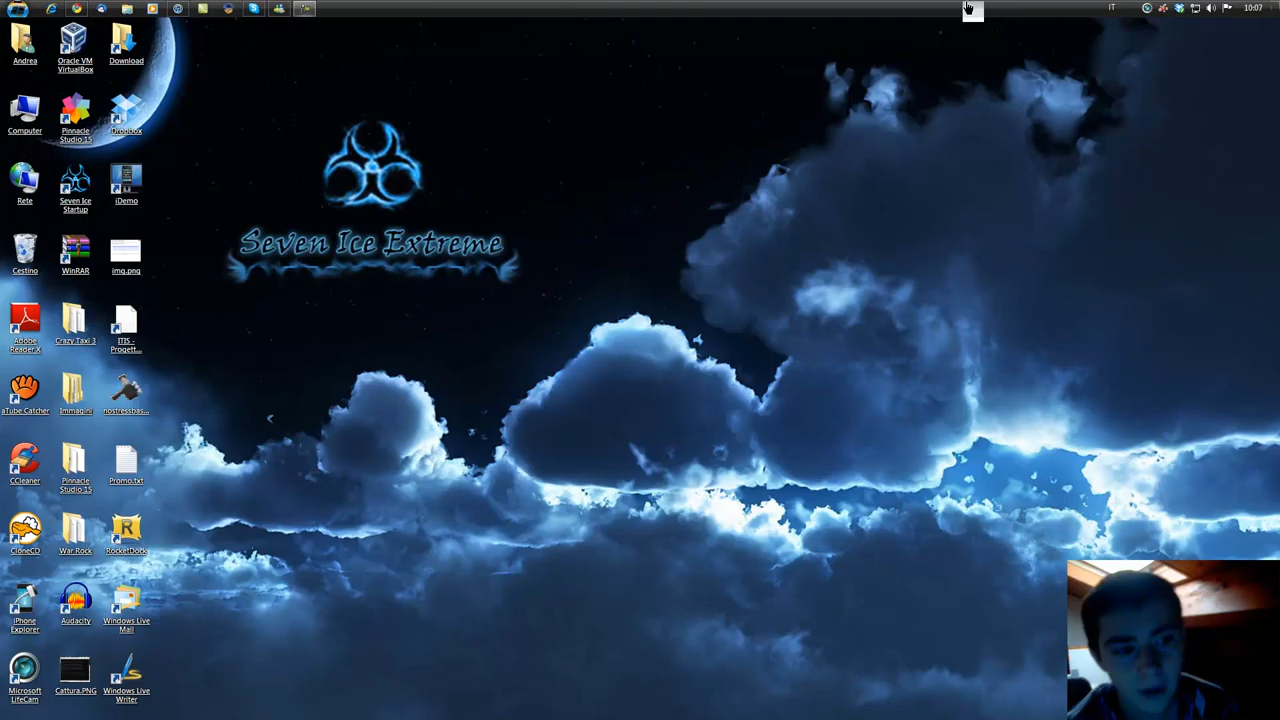 IT
10:07
Andrea
Oracle VM
VirtualBox
Download
Computer
Pinnacle
Studio 15
Dropbox
Rete
Seven Ice
Startup
iDemo
Cestino
WinRAR
img.png
Adobe
Reader X
Crazy.Taxi 3
ITIS -
Progett...
aTube Catcher
Immagini
nostressbas...
CCleaner
Pinnacle
Studio 15
Promo.txt
CloneCD
War.Rock
RocketDock
iPhone
Explorer
Audacity
Windows Live
Mail
Microsoft
LifeCam
Cattura.PNG
Windows Live
Writer
Seven Ice Extreme